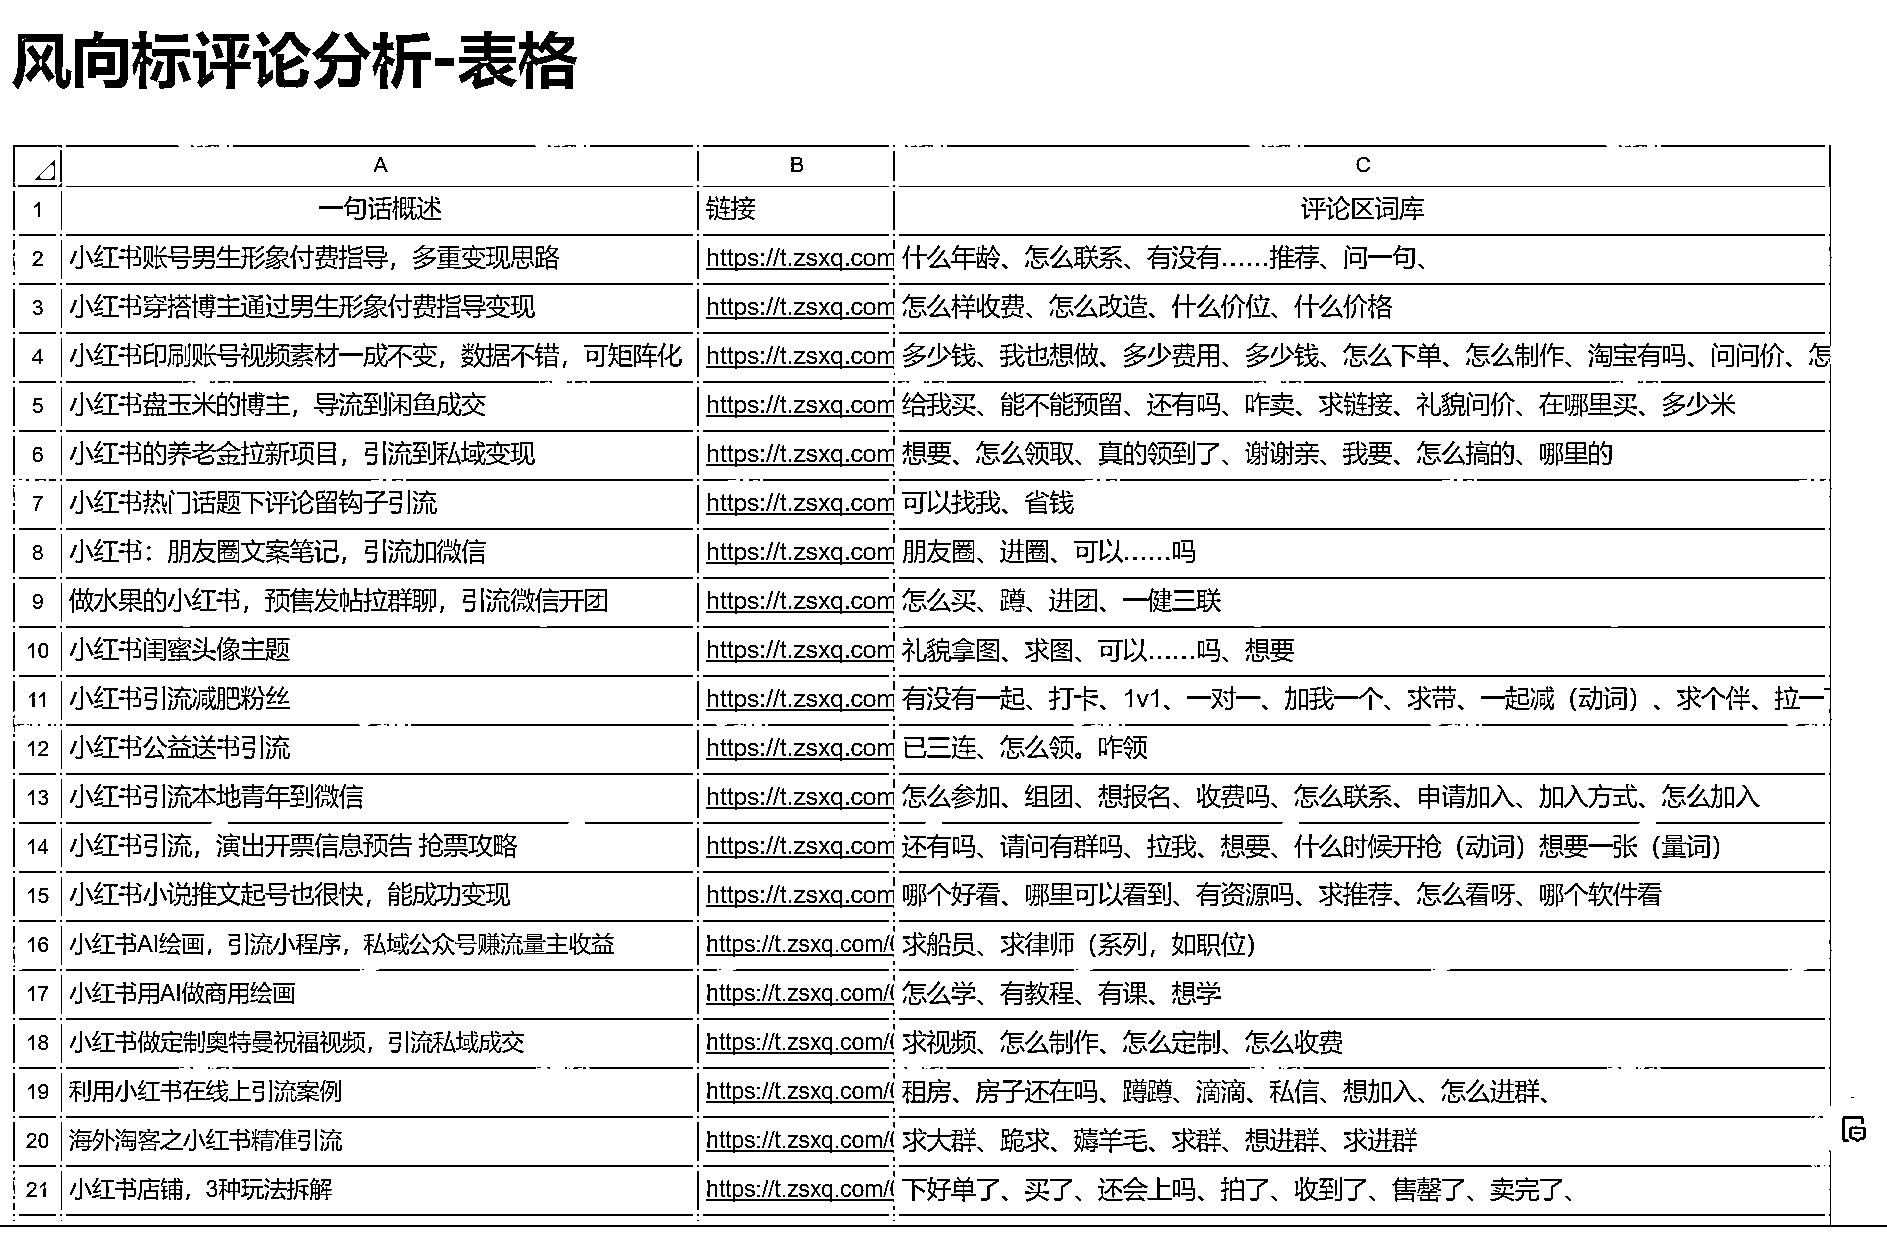 风向标评论分析-表格
A B C
1 一句话概述 链接 评论区词库
2 小红书账号男生形象付费指导，多重变现思路 https://t.zsxq.com 什么年龄、怎么联系、有没有……推荐、问一句、
3 小红书穿搭博主通过男生形象付费指导变现 https://t.zsxq.com 怎么样收费、怎么改造、什么价位、什么价格
4 小红书印刷账号视频素材一成不变，数据不错，可矩阵化 https://t.zsxq.com 多少钱、我也想做、多少费用、多少钱、怎么下单、怎么制作、淘宝有吗、问问价、怎
5 小红书盘玉米的博主，导流到闲鱼成交 https://t.zsxq.com 给我买、能不能预留、还有吗、咋卖、求链接、礼貌问价、在哪里买、多少米
6 小红书的养老金拉新项目，引流到私域变现 https://t.zsxq.com 想要、怎么领取、真的领到了、谢谢亲、我要、怎么搞的、哪里的
7 小红书热门话题下评论留钩子引流 https://t.zsxq.com 可以找我、省钱
8 小红书：朋友圈文案笔记，引流加微信 https://t.zsxq.com 朋友圈、进圈、可以……吗
9 做水果的小红书，预售发帖拉群聊，引流微信开团 https://t.zsxq.com 怎么买、蹲、进团、一健三联
10 小红书闺蜜头像主题 https://t.zsxq.com 礼貌拿图、求图、可以……吗、想要
11 小红书引流减肥粉丝 https://t.zsxq.com 有没有一起、打卡、1v1、一对一、加我一个、求带、一起减（动词）、求个伴、拉一下
12 小红书公益送书引流 https://t.zsxq.com 已三连、怎么领。咋领
13 小红书引流本地青年到微信 https://t.zsxq.com 怎么参加、组团、想报名、收费吗、怎么联系、申请加入、加入方式、怎么加入
14 小红书引流，演出开票信息预告 抢票攻略 https://t.zsxq.com 还有吗、请问有群吗、拉我、想要、什么时候开抢（动词）想要一张（量词）
15 小红书小说推文起号也很快，能成功变现 https://t.zsxq.com 哪个好看、哪里可以看到、有资源吗、求推荐、怎么看呀、哪个软件看
16 小红书AI绘画，引流小程序，私域公众号赚流量主收益 https://t.zsxq.com/ 求船员、求律师（系列，如职位）
17 小红书用AI做商用绘画 https://t.zsxq.com/ 怎么学、有教程、有课、想学
18 小红书做定制奥特曼祝福视频，引流私域成交 https://t.zsxq.com/ 求视频、怎么制作、怎么定制、怎么收费
19 利用小红书在线上引流案例 https://t.zsxq.com/ 租房、房子还在吗、蹲蹲、滴滴、私信、想加入、怎么进群、
20 海外淘客之小红书精准引流 https://t.zsxq.com/ 求大群、跪求、薅羊毛、求群、想进群、求进群
21 小红书店铺，3种玩法拆解 https://t.zsxq.com/ 下好单了、买了、还会上吗、拍了、收到了、售罄了、卖完了、